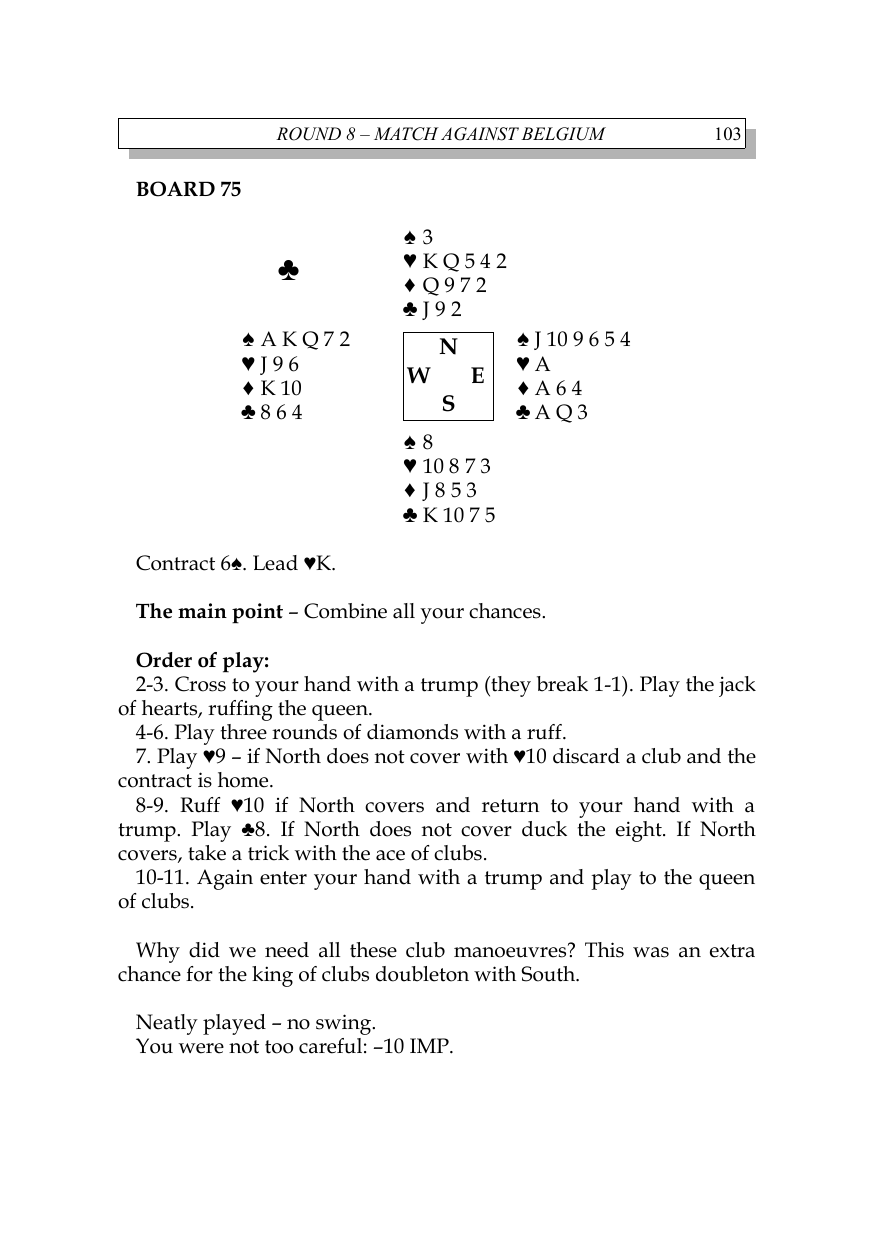 ROUND 8 – MATCH AGAINST BELGIUM 103
BOARD 75
♣
♠ 3
♥ K Q 5 4 2
♦ Q 9 7 2
♣ J 9 2
♠ A K Q 7 2
♥ J 9 6
♦ K 10
♣ 8 6 4
N
W E
S
♠ J 10 9 6 5 4
♥ A
♦ A 6 4
♣ A Q 3
♠ 8
♥ 10 8 7 3
♦ J 8 5 3
♣ K 10 7 5
Contract 6♠. Lead ♥K.
The main point – Combine all your chances.
Order of play:
2-3. Cross to your hand with a trump (they break 1-1). Play the jack
of hearts, ruffing the queen.
4-6. Play three rounds of diamonds with a ruff.
7. Play ♥9 – if North does not cover with ♥10 discard a club and the
contract is home.
8-9. Ruff ♥10 if North covers and return to your hand with a
trump. Play ♣8. If North does not cover duck the eight. If North
covers, take a trick with the ace of clubs.
10-11. Again enter your hand with a trump and play to the queen
of clubs.
Why did we need all these club manoeuvres? This was an extra
chance for the king of clubs doubleton with South.
Neatly played – no swing.
You were not too careful: –10 IMP.